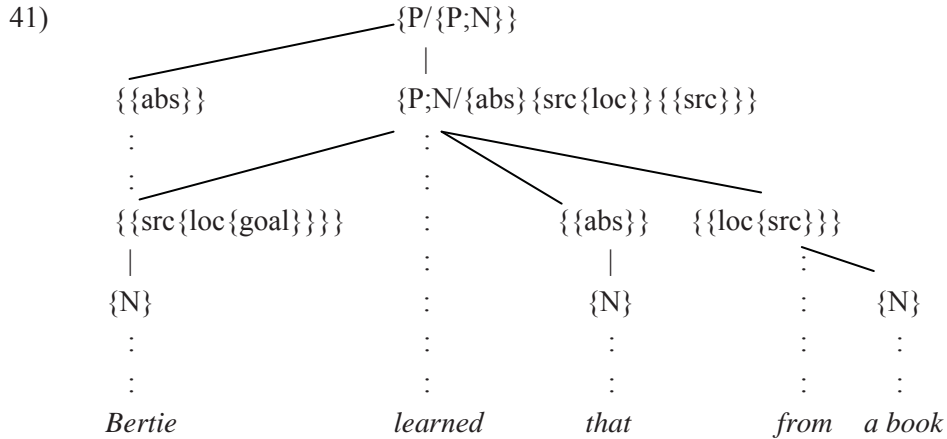 41) {P/{P;N}}
|
{{abs}} {P;N/{abs}{src{loc}}{{src}}}
: :
: :
{{src{loc{goal}}}} : {{abs}} {{loc{src}}}
| : | :
{N} : {N} : {N}
: : : : :
: : : : :
Bertie learned that from a book